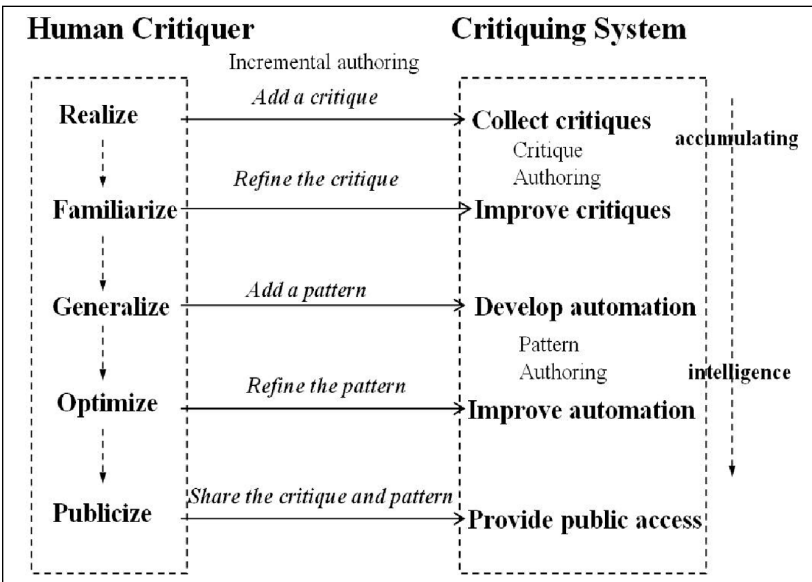 Human Critiquer Critiquing System
Incremental authoring
Add a critique
Realize Collect critiques accumulating
Critique
Refine the critique Authoring
Familiarize Improve critiques
Add a pattern
Generalize Develop automation
Pattern
Refine the pattern Authoring intelligence
Optimize Improve automation
Share the critique and pattern
Publicize Provide public access